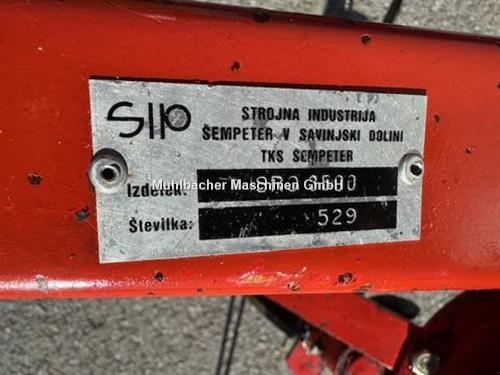 SIP
STROJNA INDUSTRIJA
ŠEMPETER V SAVINJSKI DOLINI
TKS ŠEMPETER
Izdelek:
Muhlbacher Maschinen GmbH
Številka: 529